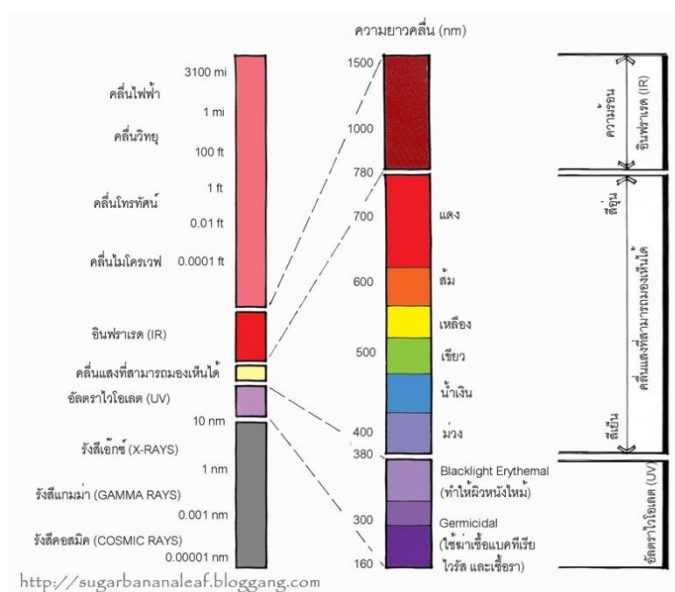 ความยาวคลื่น (nm)
3100 mi
คลื่นไฟฟ้า
1 mi
คลื่นวิทยุ
100 ft
1 ft
คลื่นโทรทัศน์
0.01 ft
คลื่นไมโครเวฟ
0.0001 ft
อินฟราเรด (IR)
คลื่นแสงที่สามารถมองเห็นได้
อัลตราไวโอเลต (UV)
10 nm
รังสีเอ๊กซ์ (X-RAYS)
1 nm
รังสีแกมม่า (GAMMA RAYS)
0.001 nm
รังสีคอสมิค (COSMIC RAYS)
0.00001 nm
1500
1000
780
700
600
500
400
380
300
160
แดง
ส้ม
เหลือง
เขียว
น้ำเงิน
ม่วง
Blacklight Erythemal
(ทำให้ผิวหนังไหม้)
Germicidal
(ใช้ฆ่าเชื้อแบคทีเรีย
ไวรัส และเชื้อรา)
ความร้อน
อินฟราเรด (IR)
สีอุ่น
สีเย็น
คลื่นแสงที่สามารถมองเห็นได้
อัลตราไวโอเลต (UV)
http://sugarbananaleaf.bloggang.com